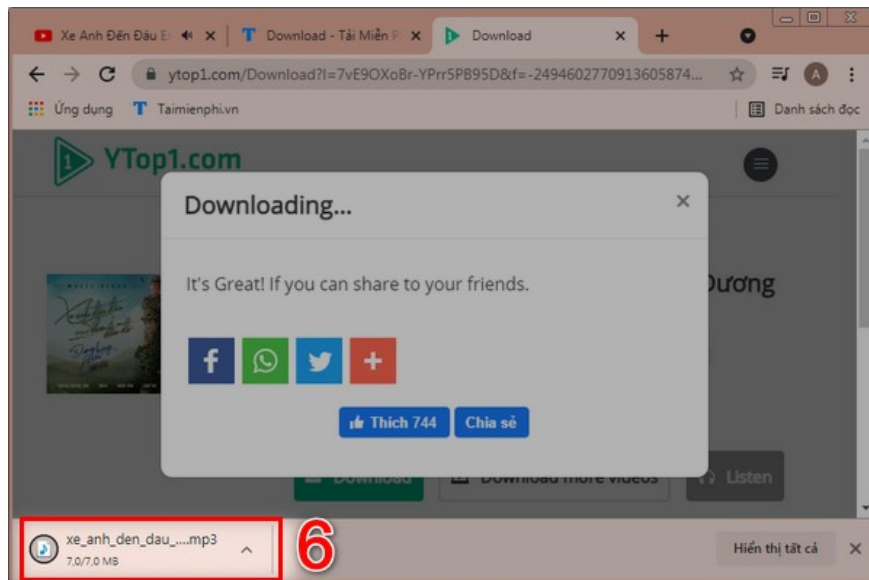 Xe Anh Đến Đâu E
Download - Tải Miễn P
Download
ytop1.com/Download?l=7vE9OXoBr-YPrr5PB95D&f=-2494602770913605874...
A
Ứng dụng
T Taimienphi.vn
Danh sách đọc
1 YTop1.com
Downloading...
×
It's Great! If you can share to your friends.
Dương
f
Thích 744
Chia sẻ
Download
Download more videos
Listen
xe_anh_den_dau_....mp3
7,0/7,0 MB
6
Hiển thị tất cả